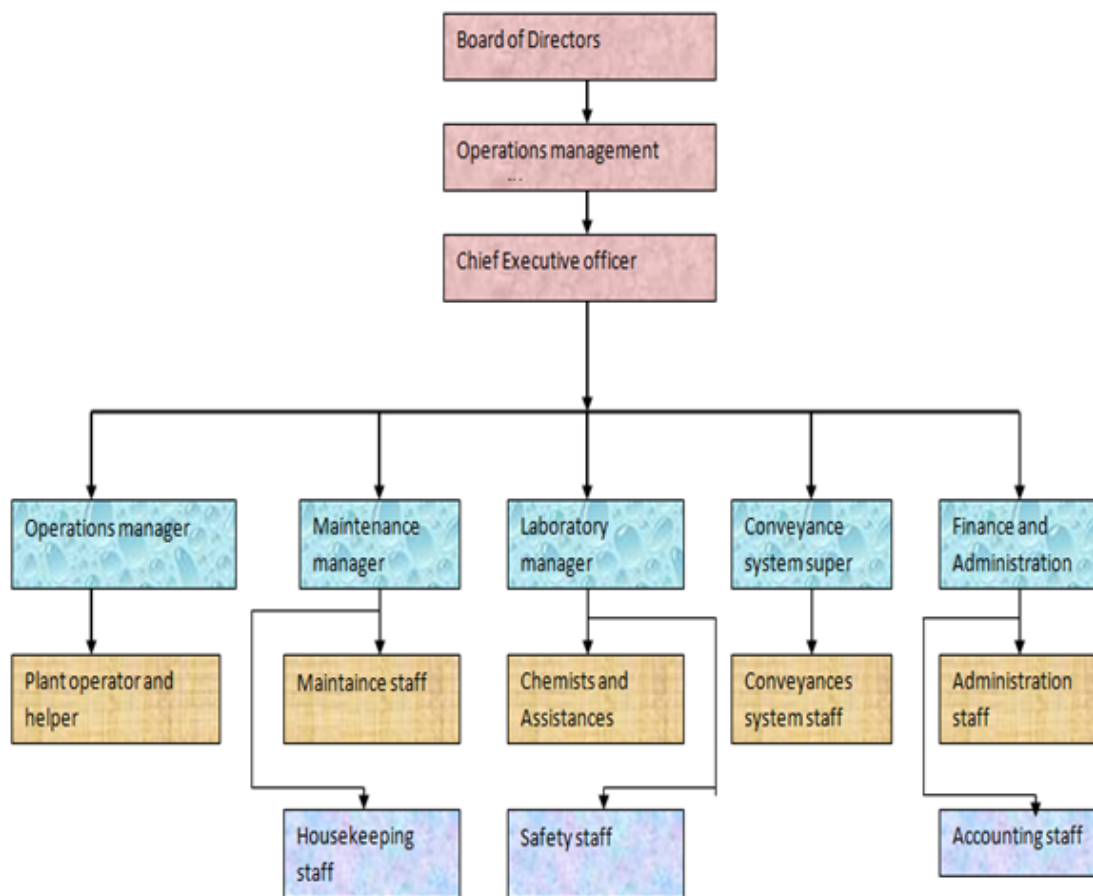 Board of Directors
Operations management
...
Chief Executive officer
Operations manager
Maintenance
manager
Laboratory
manager
Conveyance
system super
Finance and
Administration
Plant operator and
helper
Maintaince staff
Chemists and
Assistances
Conveyances
system staff
Administration
staff
Housekeeping
staff
Safety staff
Accounting staff